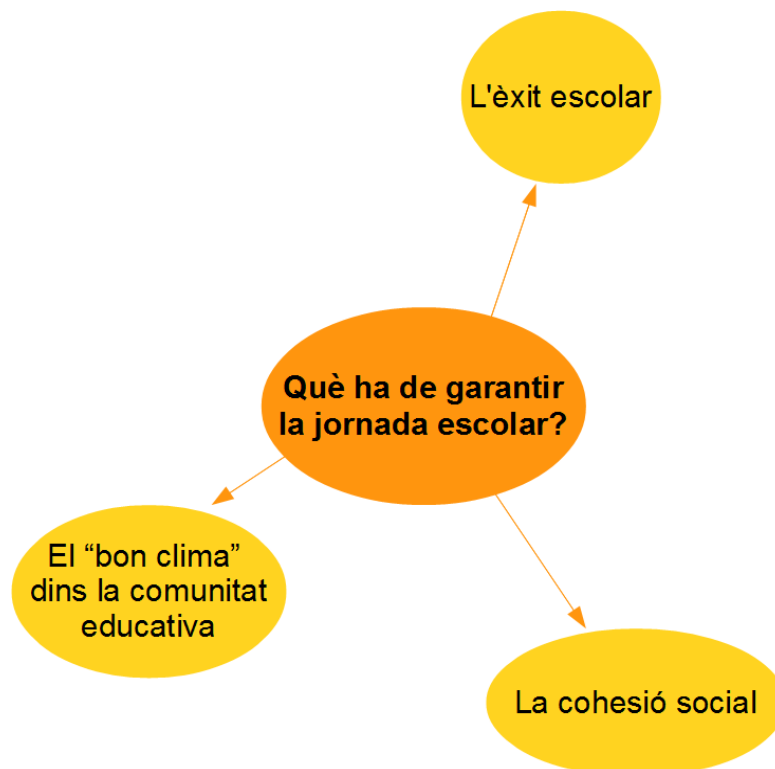 L'èxit escolar
Què ha de garantir
la jornada escolar?
El “bon clima”
dins la comunitat
educativa
La cohesió social